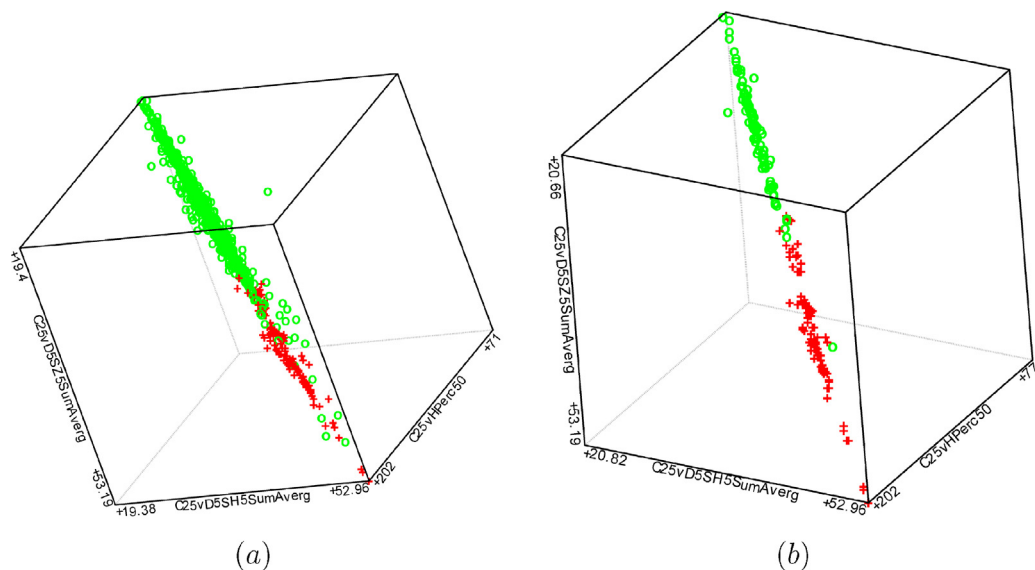 +19.4
C25vD5SZ5SumAverg
+53.19
+19.38
C25vD5SH5SumAverg
+52.96
+202
C25vHPerc50
+71
(a)
+20.66
C25vD5SZ5SumAverg
+53.19
+20.82
C25vD5SH5SumAverg
+52.96
+202
C25vHPerc50
+77
(b)